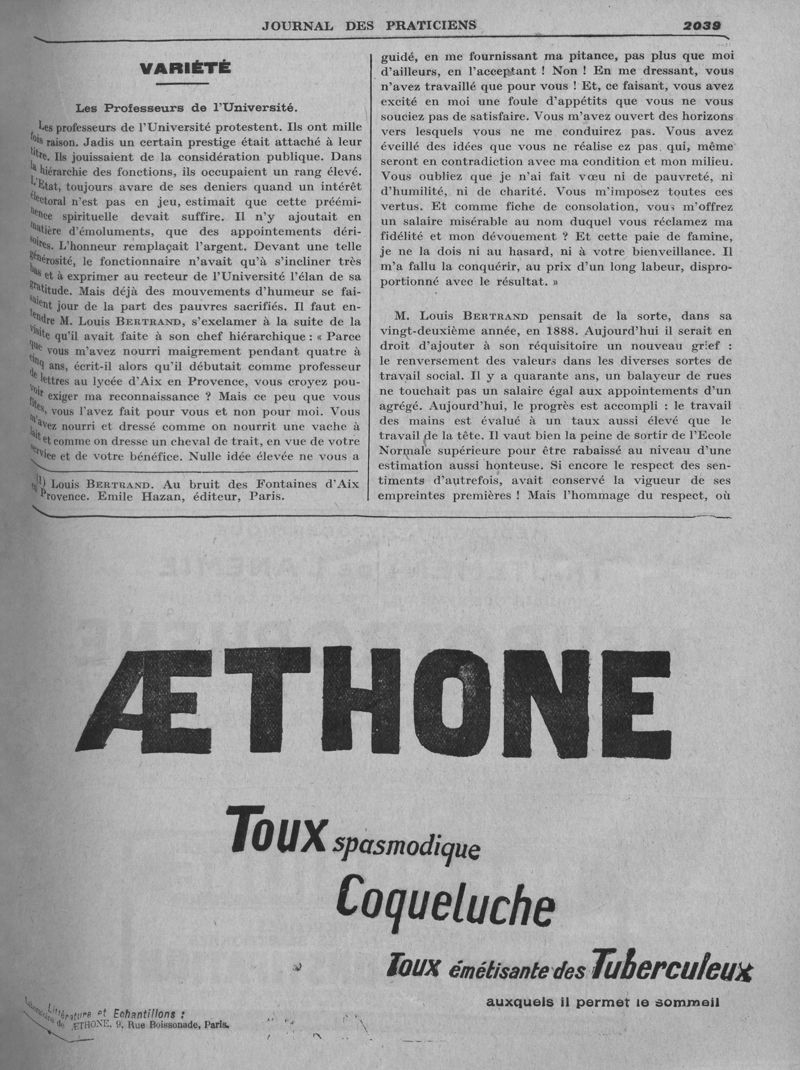 JOURNAL DES PRATICIENS 2039
VARIÉTÉ
Les Professeurs de l'Université.
Les professeurs de l'Université protestent. Ils ont mille
fois raison. Jadis un certain prestige était attaché à leur
titre. Ils jouissaient de la considération publique. Dans
la hiérarchie des fonctions, ils occupaient un rang élevé.
L'Etat, toujours avare de ses deniers quand un intérêt
électoral n'est pas en jeu, estimait que cette préémi-
nence spirituelle devait suffire. Il n'y ajoutait en
matière d'émoluments, que des appointements déri-
soires. L'honneur remplaçait l'argent. Devant une telle
générosité, le fonctionnaire n'avait qu'à s'incliner très
bas et à exprimer au recteur de l'Université l'élan de sa
gratitude. Mais déjà des mouvements d'humeur se fai-
saient jour de la part des pauvres sacrifiés. Il faut en-
tendre M. Louis BERTRAND, s'exclamer à la suite de la
visite qu'il avait faite à son chef hiérarchique : « Parce
que vous m'avez nourri maigrement pendant quatre à
cinq ans, écrit-il alors qu'il débutait comme professeur
de lettres au lycée d'Aix en Provence, vous croyez pou-
voir exiger ma reconnaissance ? Mais ce peu que vous
fîtes, vous l'avez fait pour vous et non pour moi. Vous
m'avez nourri et dressé comme on nourrit une vache à
lait et comme on dresse un cheval de trait, en vue de votre
service et de votre bénéfice. Nulle idée élevée ne vous a
(1) Louis BERTRAND. Au bruit des Fontaines d'Aix
Provence. Emile Hazan, éditeur, Paris.
guidé, en me fournissant ma pitance, pas plus que moi
d'ailleurs, en l'acceptant ! Non ! En me dressant, vous
n'avez travaillé que pour vous ! Et, ce faisant, vous avez
excité en moi une foule d'appétits que vous ne vous
souciez pas de satisfaire. Vous m'avez ouvert des horizons
vers lesquels vous ne me conduirez pas. Vous avez
éveillé des idées que vous ne réalise ez pas qui, même
seront en contradiction avec ma condition et mon milieu.
Vous oubliez que je n'ai fait vœu ni de pauvreté, ni
d'humilité, ni de charité. Vous m'imposez toutes ces
vertus. Et comme fiche de consolation, vous m'offrez
un salaire misérable au nom duquel vous réclamez ma
fidélité et mon dévouement ? Et cette paie de famine,
je ne la dois ni au hasard, ni à votre bienveillance. Il
m'a fallu la conquérir, au prix d'un long labeur, dispro-
portionné avec le résultat. »
M. Louis BERTRAND pensait de la sorte, dans sa
vingt-deuxième année, en 1888. Aujourd'hui il serait en
droit d'ajouter à son réquisitoire un nouveau grief :
le renversement des valeurs dans les diverses sortes de
travail social. Il y a quarante ans, un balayeur de rues
ne touchait pas un salaire égal aux appointements d'un
agrégé. Aujourd'hui, le progrès est accompli : le travail
des mains est évalué à un taux aussi élevé que le
travail de la tête. Il vaut bien la peine de sortir de l'Ecole
Normale supérieure pour être rabaissé au niveau d'une
estimation aussi honteuse. Si encore le respect des sen-
timents d'autrefois, avait conservé la vigueur de ses
empreintes premières ! Mais l'hommage du respect, où
ÆTHONE
Toux spasmodique
Coqueluche
Toux émétisante des Tuberculeux
auxquels il permet le sommeil
Littérature et Echantillons :
de ÆTHONE, 9, Rue Boissonade, Paris.